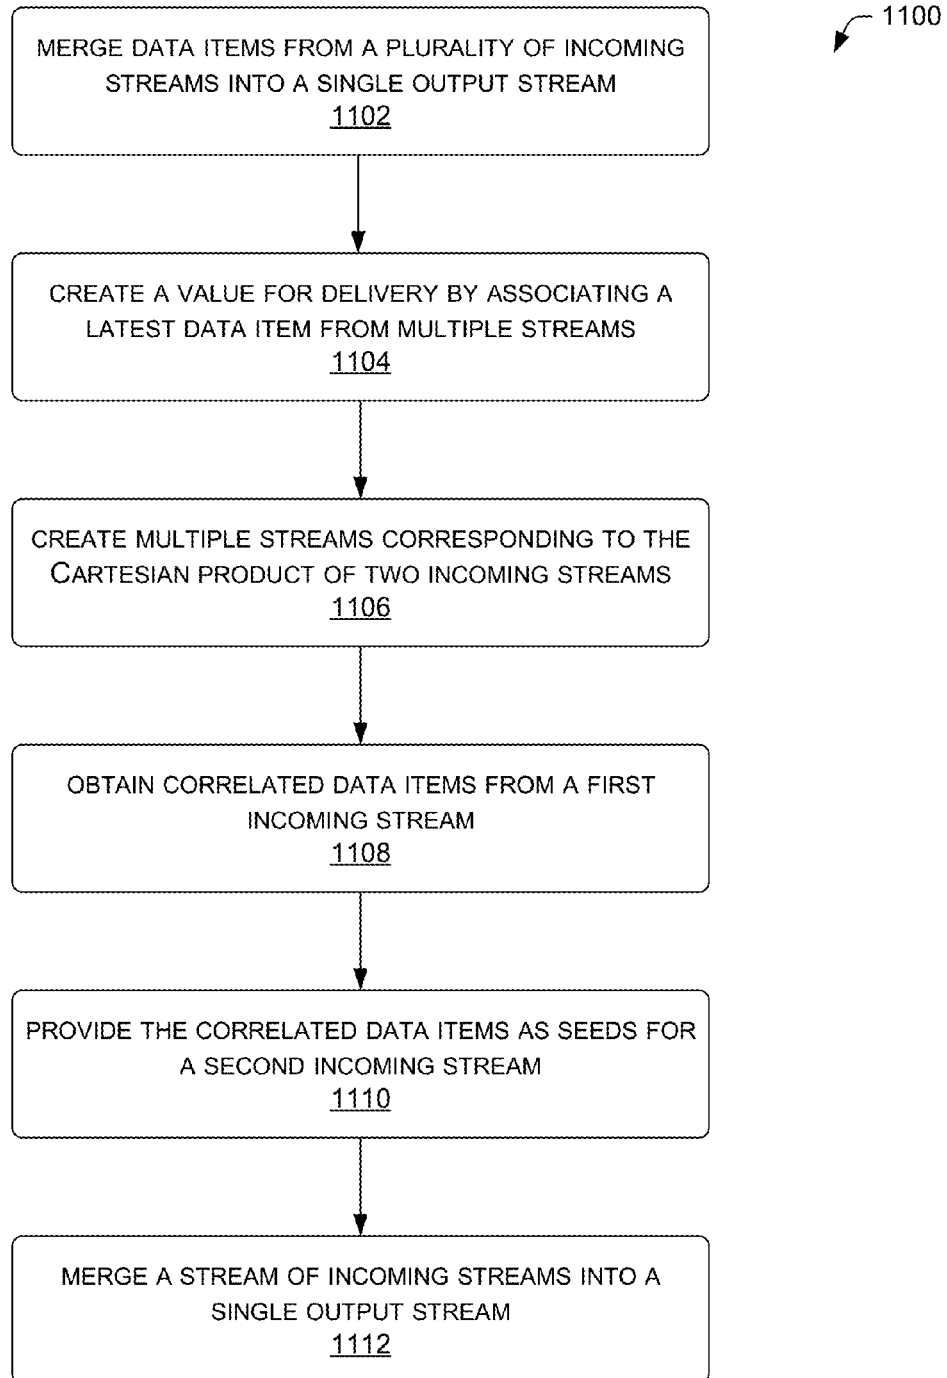 1100
MERGE DATA ITEMS FROM A PLURALITY OF INCOMING
STREAMS INTO A SINGLE OUTPUT STREAM
1102
CREATE A VALUE FOR DELIVERY BY ASSOCIATING A
LATEST DATA ITEM FROM MULTIPLE STREAMS
1104
CREATE MULTIPLE STREAMS CORRESPONDING TO THE
CARTESIAN PRODUCT OF TWO INCOMING STREAMS
1106
OBTAIN CORRELATED DATA ITEMS FROM A FIRST
INCOMING STREAM
1108
PROVIDE THE CORRELATED DATA ITEMS AS SEEDS FOR
A SECOND INCOMING STREAM
1110
MERGE A STREAM OF INCOMING STREAMS INTO A
SINGLE OUTPUT STREAM
1112